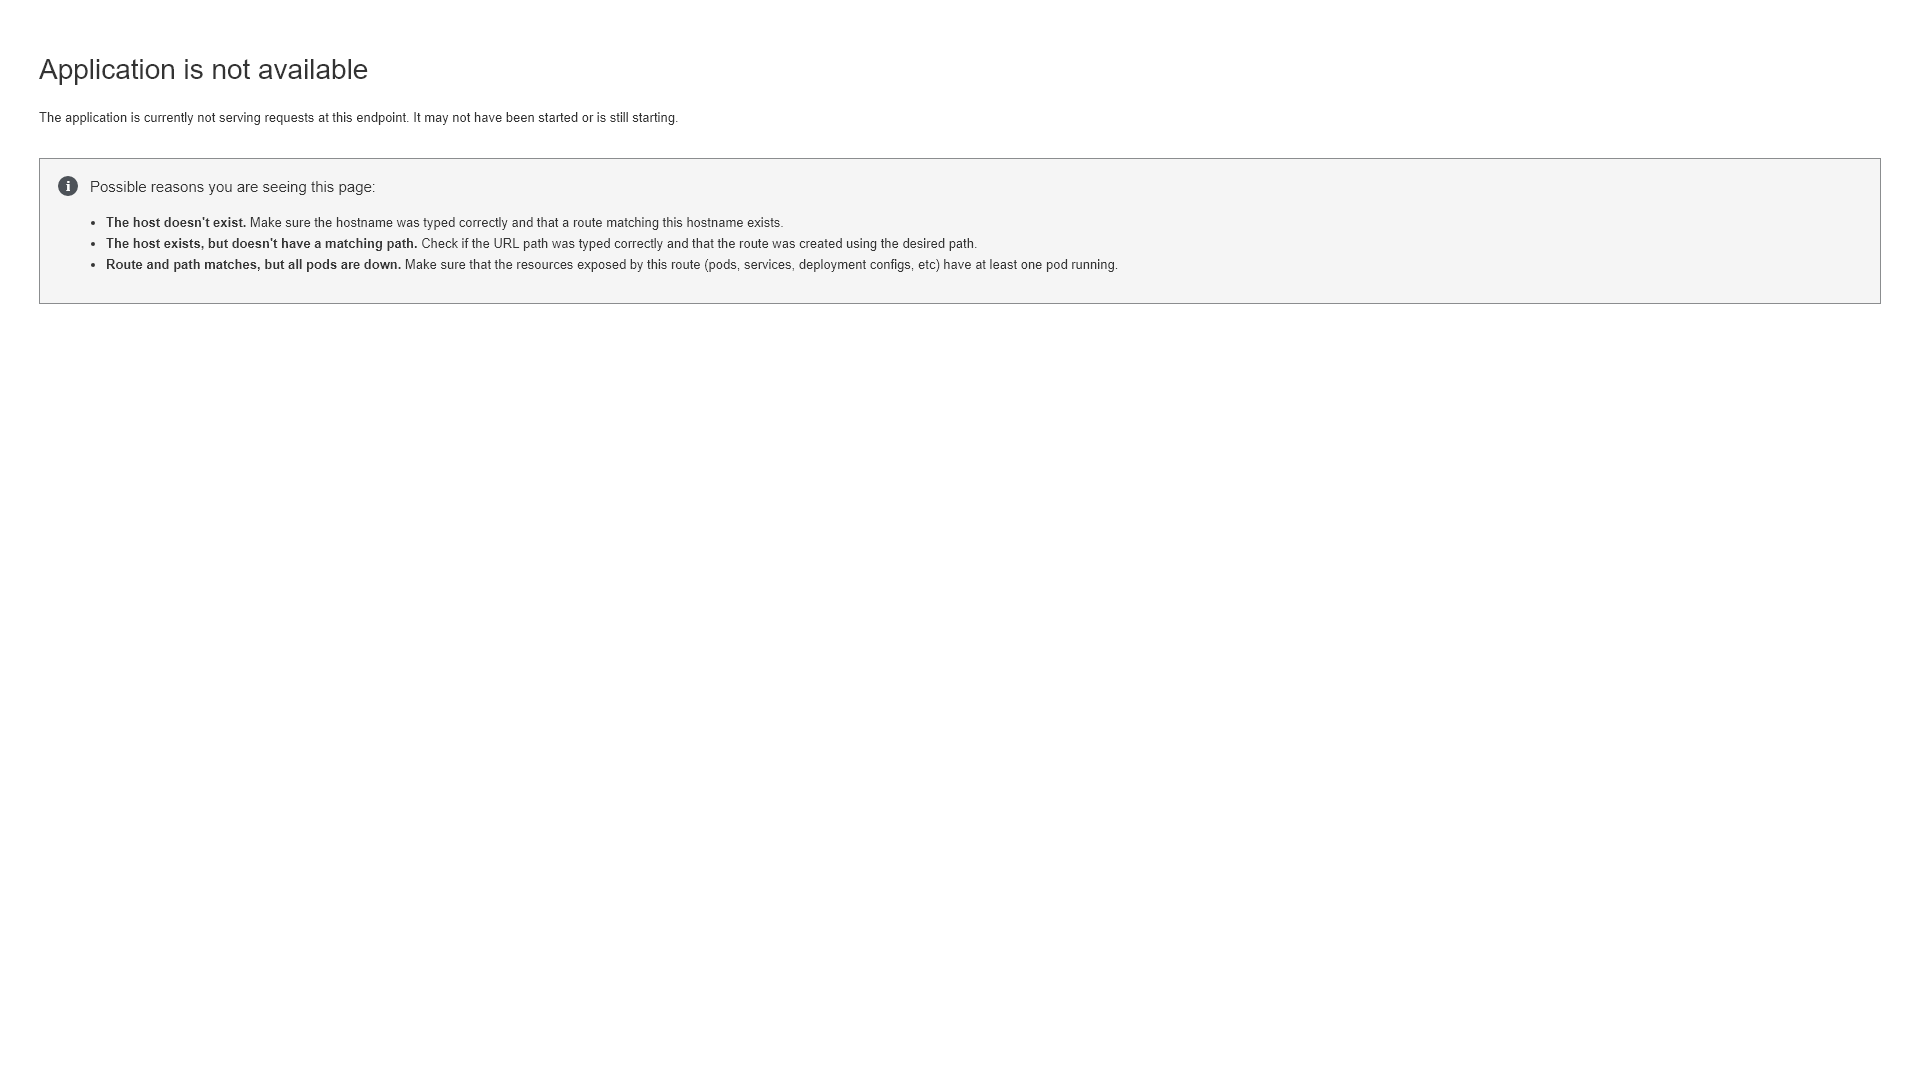 Application is not available
The application is currently not serving requests at this endpoint. It may not have been started or is still starting.
Possible reasons you are seeing this page:
The host doesn't exist. Make sure the hostname was typed correctly and that a route matching this hostname exists.
The host exists, but doesn't have a matching path. Check if the URL path was typed correctly and that the route was created using the desired path.
Route and path matches, but all pods are down. Make sure that the resources exposed by this route (pods, services, deployment configs, etc) have at least one pod running.